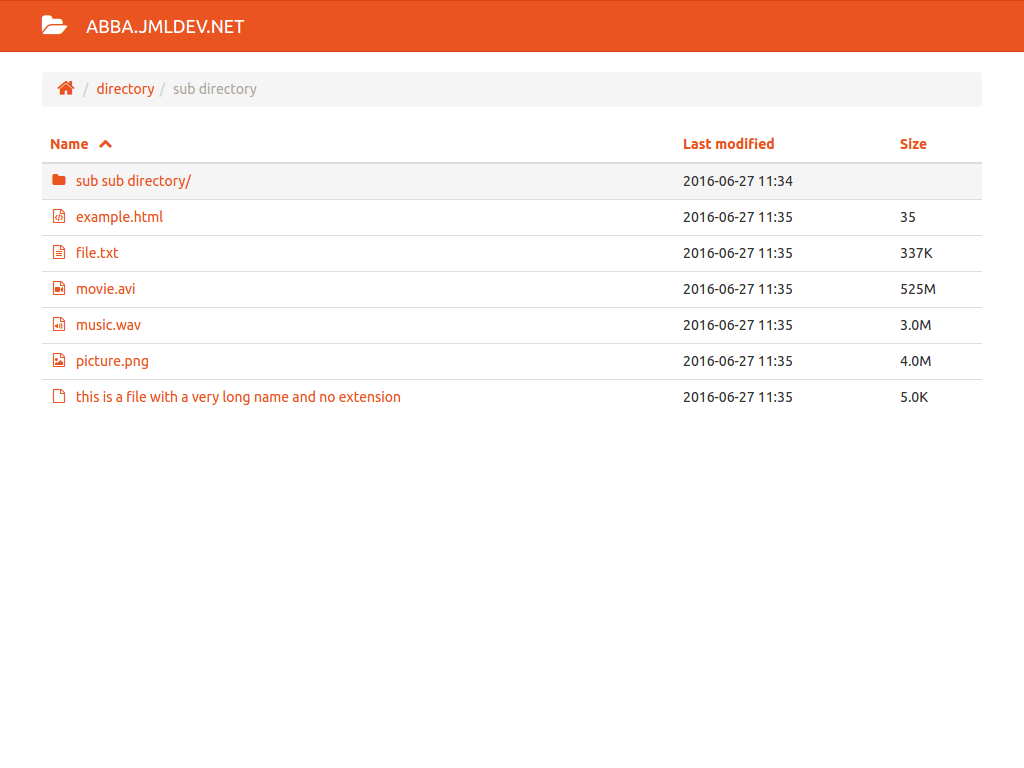 ABBA.JMLDEV.NET
/ directory / sub directory
Name Last modified Size
sub sub directory/ 2016-06-27 11:34
example.html 2016-06-27 11:35 35
file.txt 2016-06-27 11:35 337K
movie.avi 2016-06-27 11:35 525M
music.wav 2016-06-27 11:35 3.0M
picture.png 2016-06-27 11:35 4.0M
this is a file with a very long name and no extension 2016-06-27 11:35 5.0K